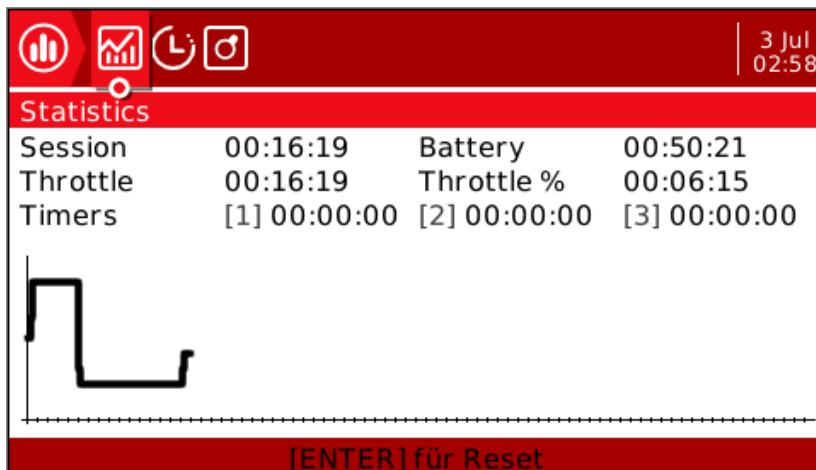 3 Jul
02:58
Statistics
Session 00:16:19 Battery 00:50:21
Throttle 00:16:19 Throttle % 00:06:15
Timers [1] 00:00:00 [2] 00:00:00 [3] 00:00:00
[ENTER] für Reset